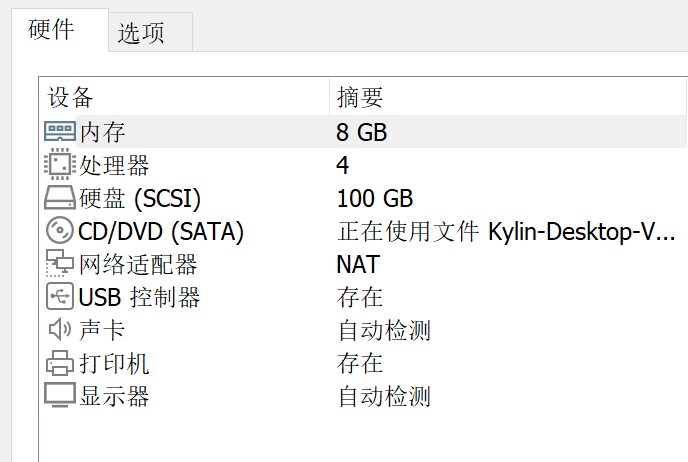 硬件 选项
设备 摘要
内存 8 GB
处理器 4
硬盘 (SCSI) 100 GB
CD/DVD (SATA) 正在使用文件 Kylin-Desktop-V...
网络适配器 NAT
USB 控制器 存在
声卡 自动检测
打印机 存在
显示器 自动检测